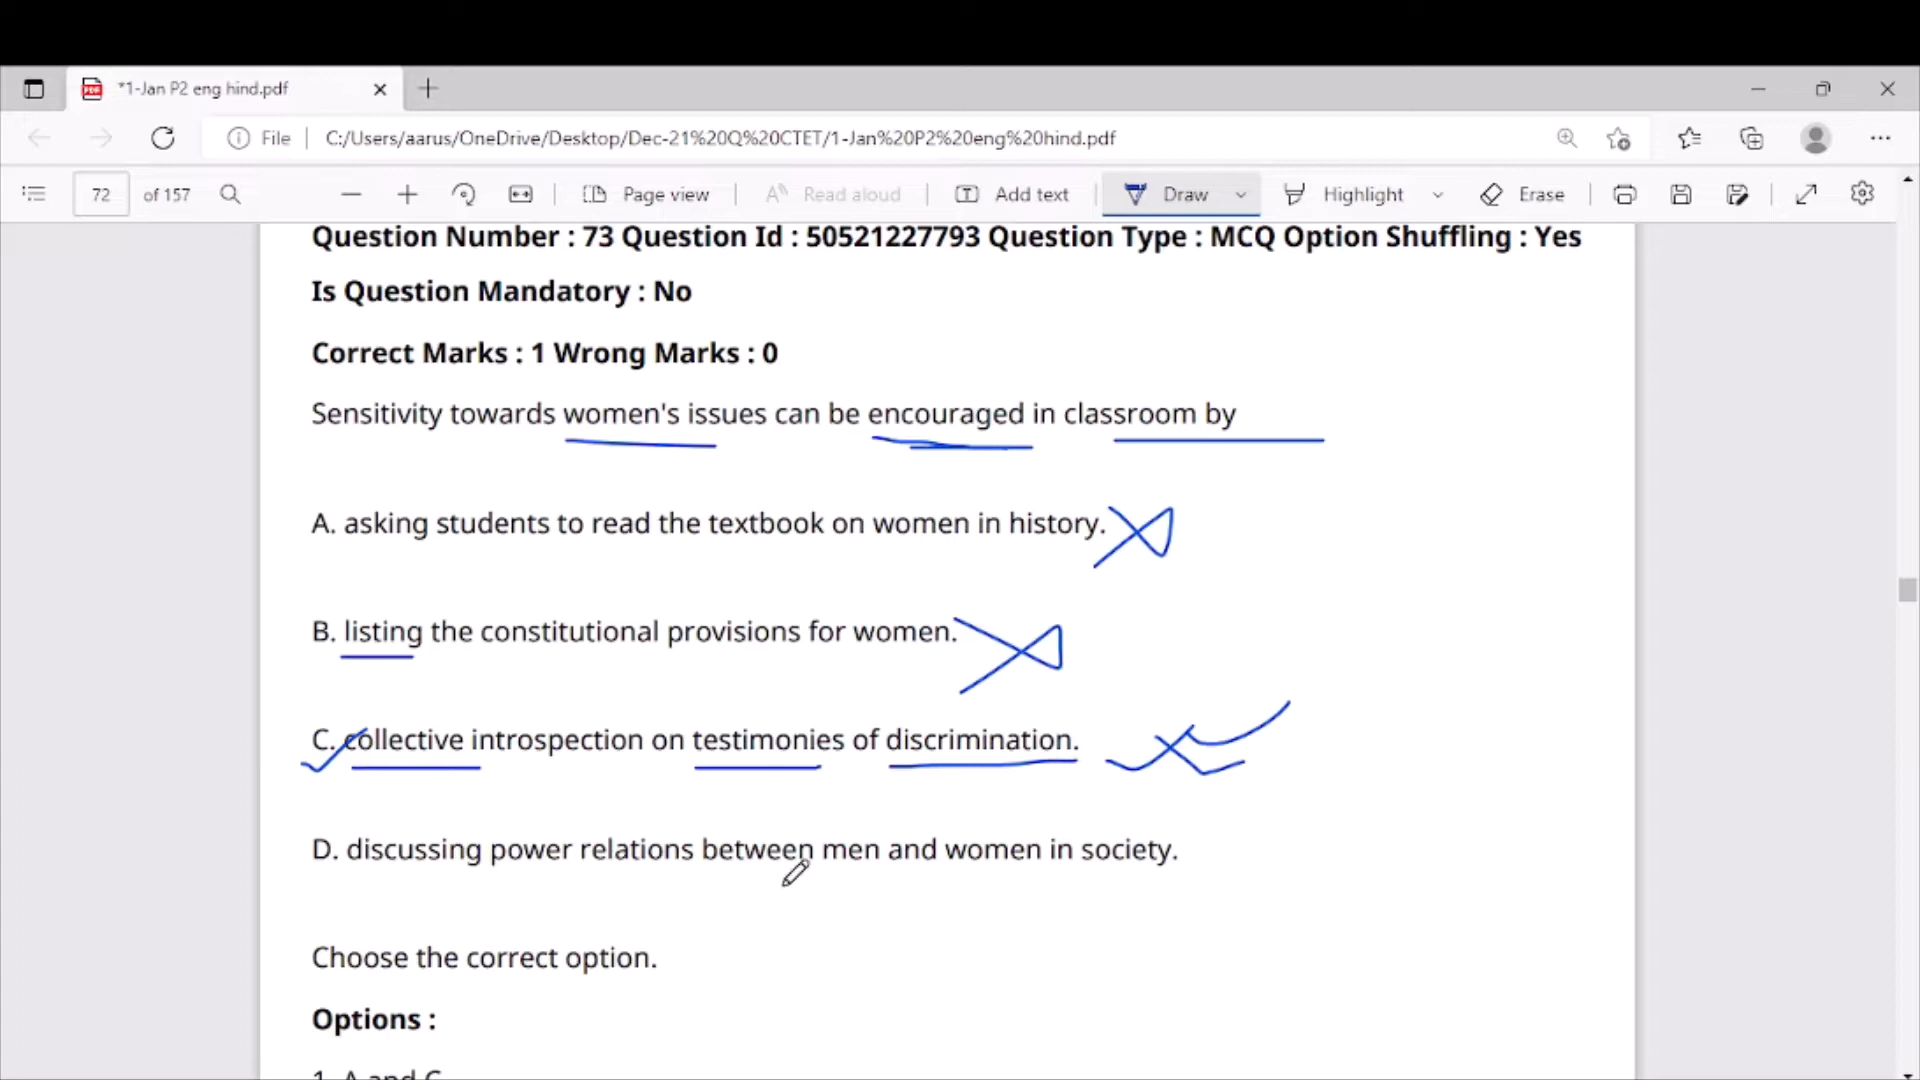 *1-Jan P2 eng hind.pdf
File | C:/Users/aarus/OneDrive/Desktop/Dec-21%20Q%20CTET/1-Jan%20P2%20eng%20hind.pdf
72 of 157 Page view Read aloud Add text Draw Highlight Erase
Question Number : 73 Question Id : 50521227793 Question Type : MCQ Option Shuffling : Yes
Is Question Mandatory : No
Correct Marks : 1 Wrong Marks : 0
Sensitivity towards women's issues can be encouraged in classroom by
A. asking students to read the textbook on women in history.
B. listing the constitutional provisions for women.
C. collective introspection on testimonies of discrimination.
D. discussing power relations between men and women in society.
Choose the correct option.
Options :
1. A and C